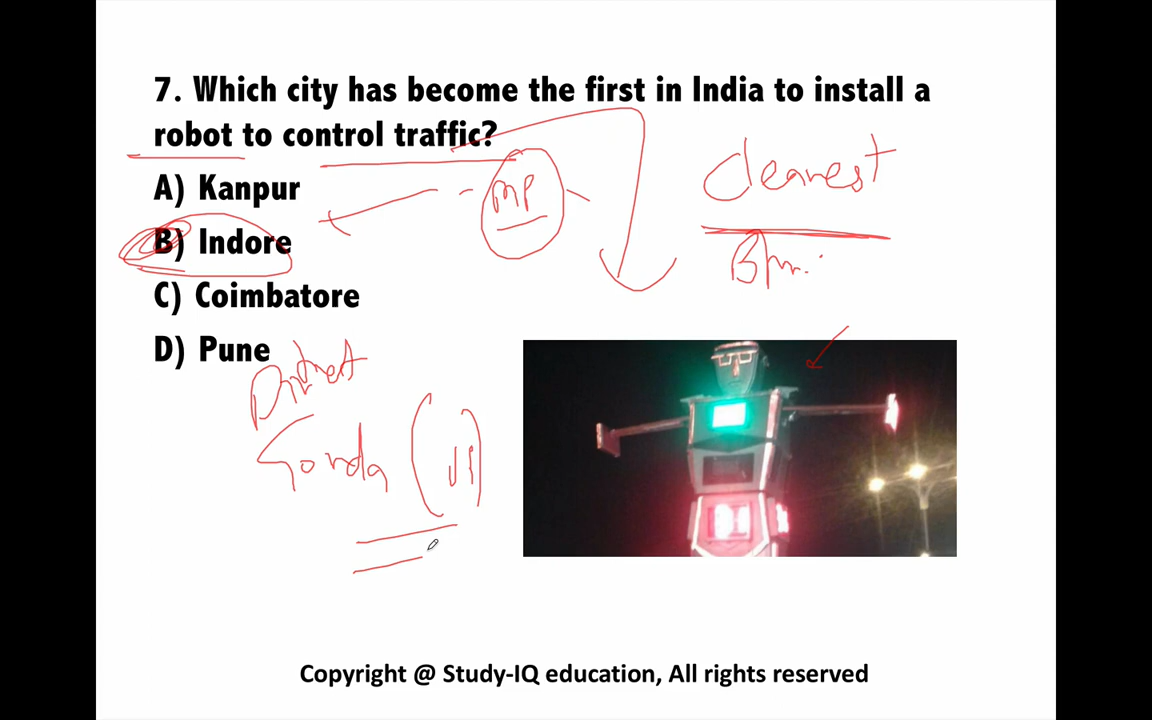 7. Which city has become the first in India to install a
robot to control traffic?
A) Kanpur
MP
Cleanest
B) Indore
C) Coimbatore
D) Pune
District
Gonda
Copyright @ Study-IQ education, All rights reserved